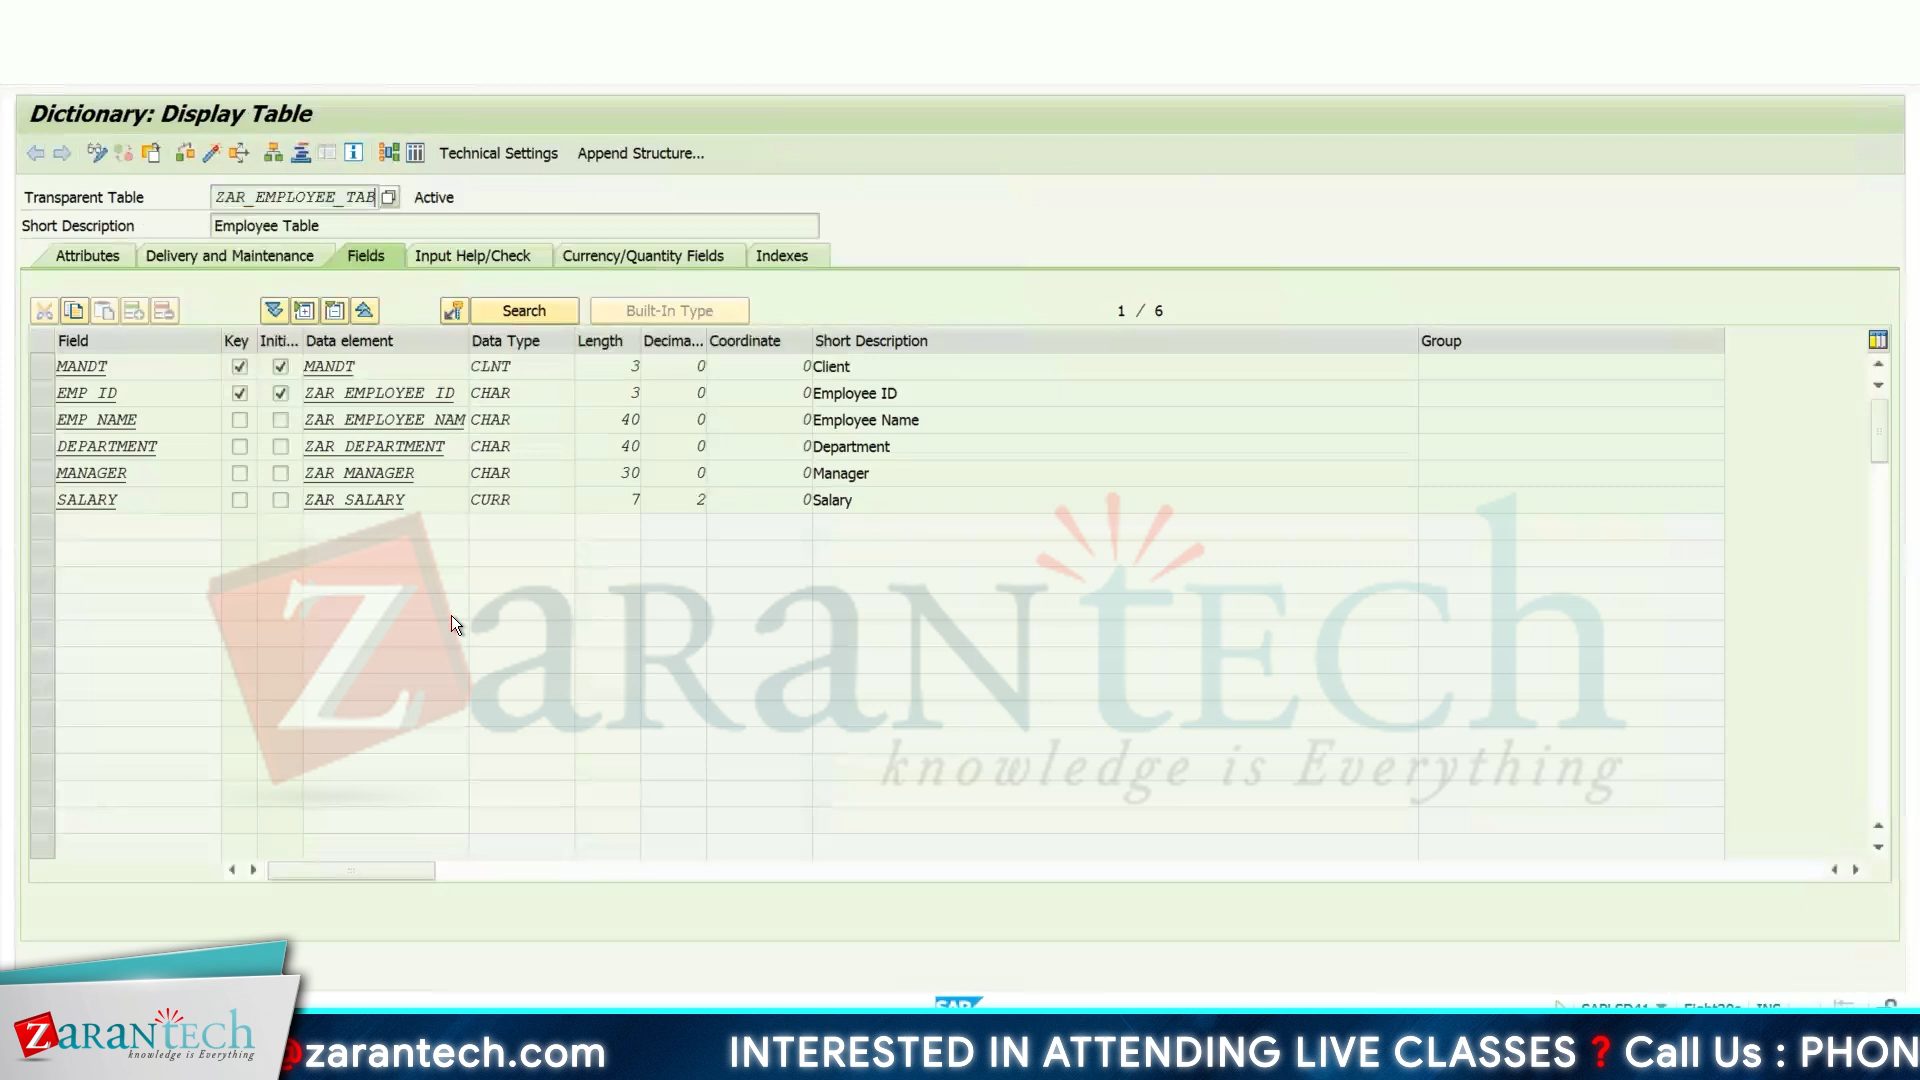 Dictionary: Display Table
Technical Settings Append Structure...
Transparent Table ZAR_EMPLOYEE_TAB Active
Short Description Employee Table
Attributes Delivery and Maintenance Fields Input Help/Check Currency/Quantity Fields Indexes
Search Built-In Type 1 / 6
Field Key Initi... Data element Data Type Length Decima... Coordinate Short Description Group
MANDT MANDT CLNT 3 0 0 Client
EMP_ID ZAR_EMPLOYEE_ID CHAR 3 0 0 Employee ID
EMP_NAME ZAR_EMPLOYEE_NAM CHAR 40 0 0 Employee Name
DEPARTMENT ZAR_DEPARTMENT CHAR 40 0 0 Department
MANAGER ZAR_MANAGER CHAR 30 0 0 Manager
SALARY ZAR_SALARY CURR 7 2 0 Salary
ZARANTECH
knowledge is Everything
SAP
ZARANTECH
knowledge is Everything
@zarantech.com INTERESTED IN ATTENDING LIVE CLASSES ? Call Us : PHON